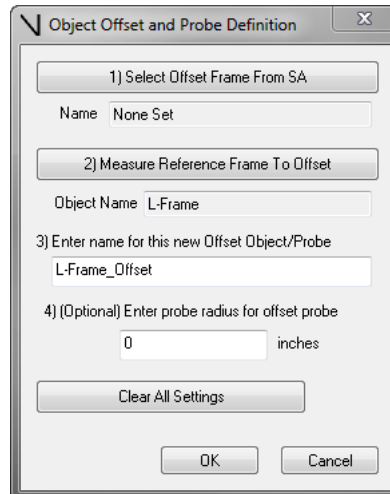 Object Offset and Probe Definition
1) Select Offset Frame From SA
Name None Set
2) Measure Reference Frame To Offset
Object Name L-Frame
3) Enter name for this new Offset Object/Probe
L-Frame_Offset
4) (Optional) Enter probe radius for offset probe
0 inches
Clear All Settings
OK Cancel